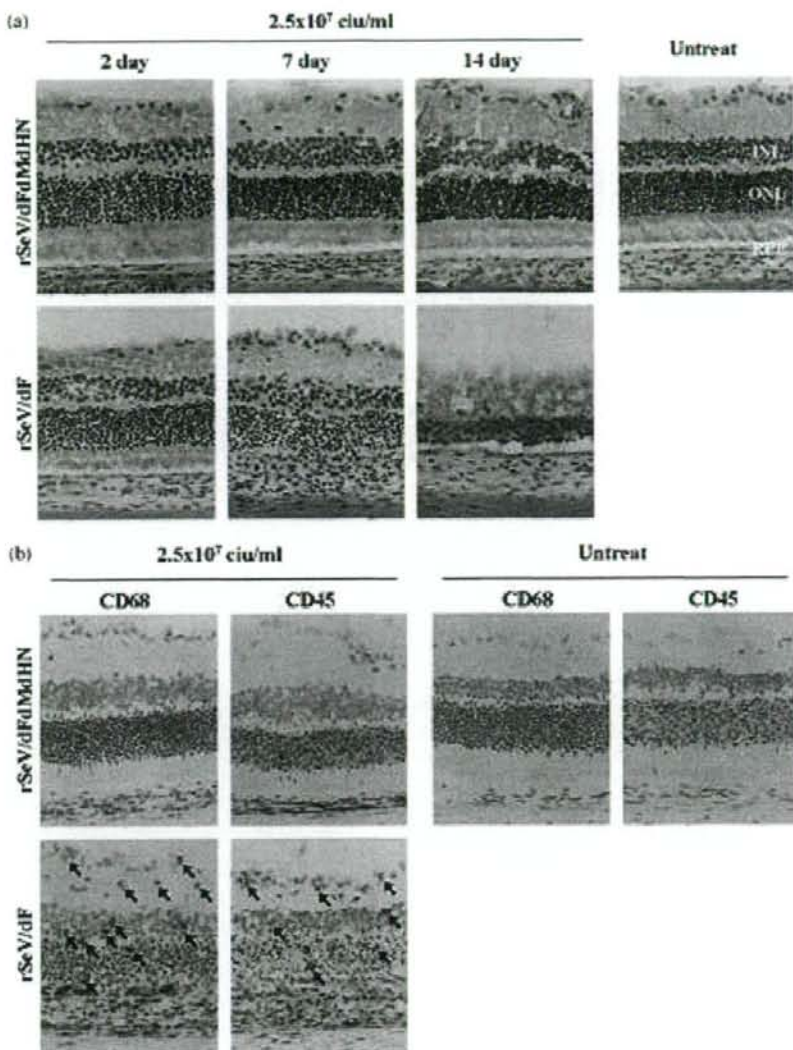 (a)
2.5x10⁷ ciu/ml
2 day 7 day 14 day Untreat
rSeV/dFdMdHN
INL
ONL
RPE
rSeV/dF
(b)
2.5x10⁷ ciu/ml Untreat
CD68 CD45 CD68 CD45
rSeV/dFdMdHN
rSeV/dF